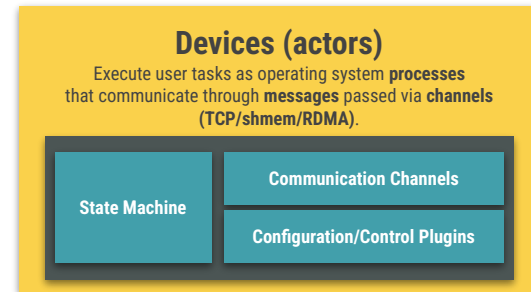 Devices (actors)
Execute user tasks as operating system processes
that communicate through messages passed via channels
(TCP/shmem/RDMA).
State Machine
Communication Channels
Configuration/Control Plugins